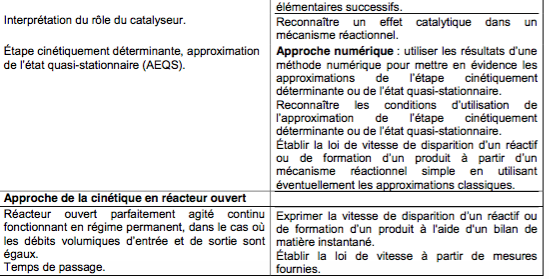 élémentaires successifs.
Interprétation du rôle du catalyseur.
Reconnaître un effet catalytique dans un
mécanisme réactionnel.
Étape cinétiquement déterminante, approximation
de l'état quasi-stationnaire (AEQS).
Approche numérique : utiliser les résultats d'une
méthode numérique pour mettre en évidence les
approximations de l'étape cinétiquement
déterminante ou de l'état quasi-stationnaire.
Reconnaître les conditions d'utilisation de
l'approximation de l'étape cinétiquement
déterminante ou de l'état quasi-stationnaire.
Établir la loi de vitesse de disparition d'un réactif
ou de formation d'un produit à partir d'un
mécanisme réactionnel simple en utilisant
éventuellement les approximations classiques.
Approche de la cinétique en réacteur ouvert
Réacteur ouvert parfaitement agité continu
fonctionnant en régime permanent, dans le cas où
les débits volumiques d'entrée et de sortie sont
égaux.
Temps de passage.
Exprimer la vitesse de disparition d'un réactif ou
de formation d'un produit à l'aide d'un bilan de
matière instantané.
Établir la loi de vitesse à partir de mesures
fournies.